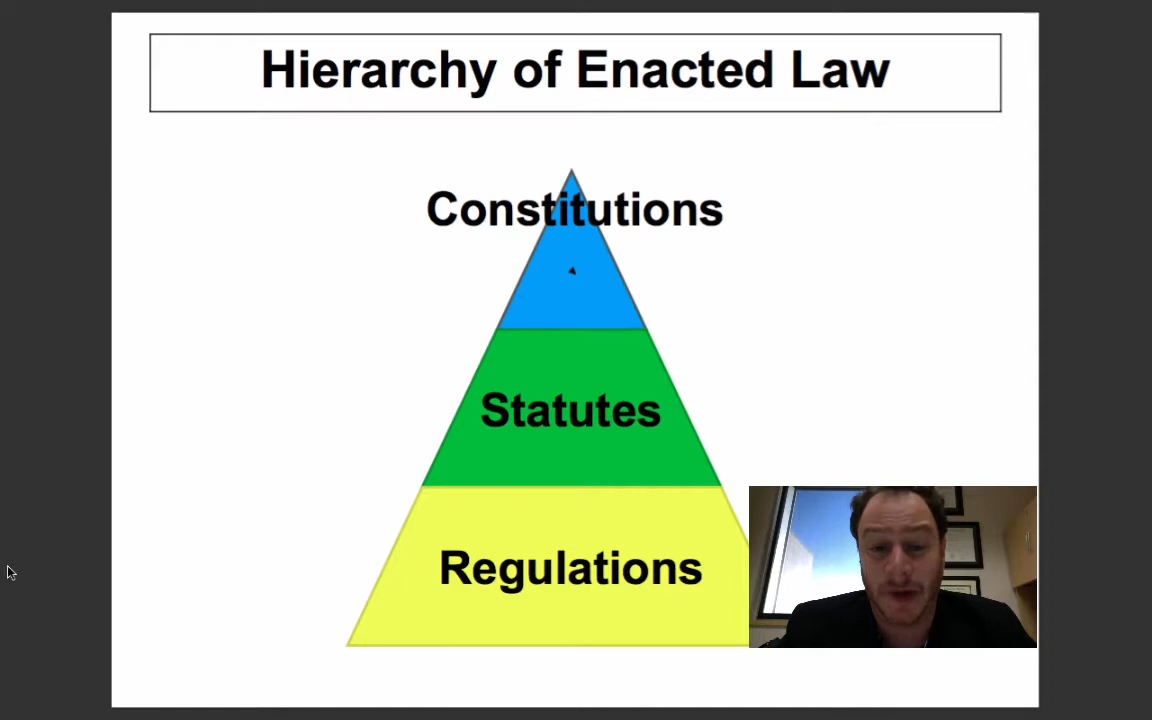 Hierarchy of Enacted Law
Constitutions
Statutes
Regulations